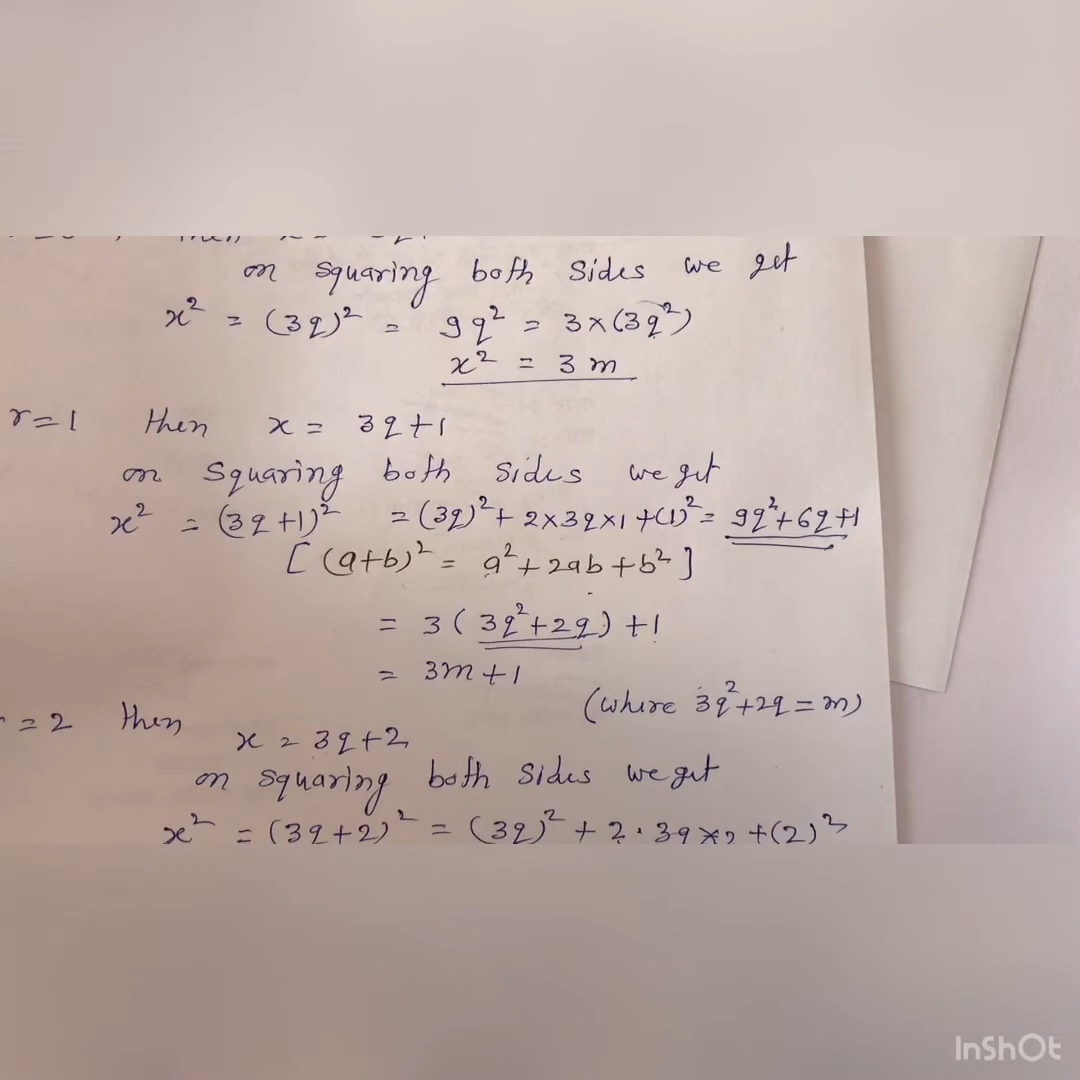 on squaring both sides we get
x² = (3q)² = 9q² = 3×(3q²)
x² = 3m
r=1 then x = 3q+1
on squaring both sides we get
x² = (3q+1)² = (3q)²+2×3q×1+(1)² = 9q²+6q+1
[(a+b)² = a²+2ab+b²]
= 3(3q²+2q)+1
= 3m+1
(where 3q²+2q=m)
=2 then
x = 3q+2
on squaring both sides we get
x² = (3q+2)² = (3q)²+2·3q×2+(2)²
InShOt